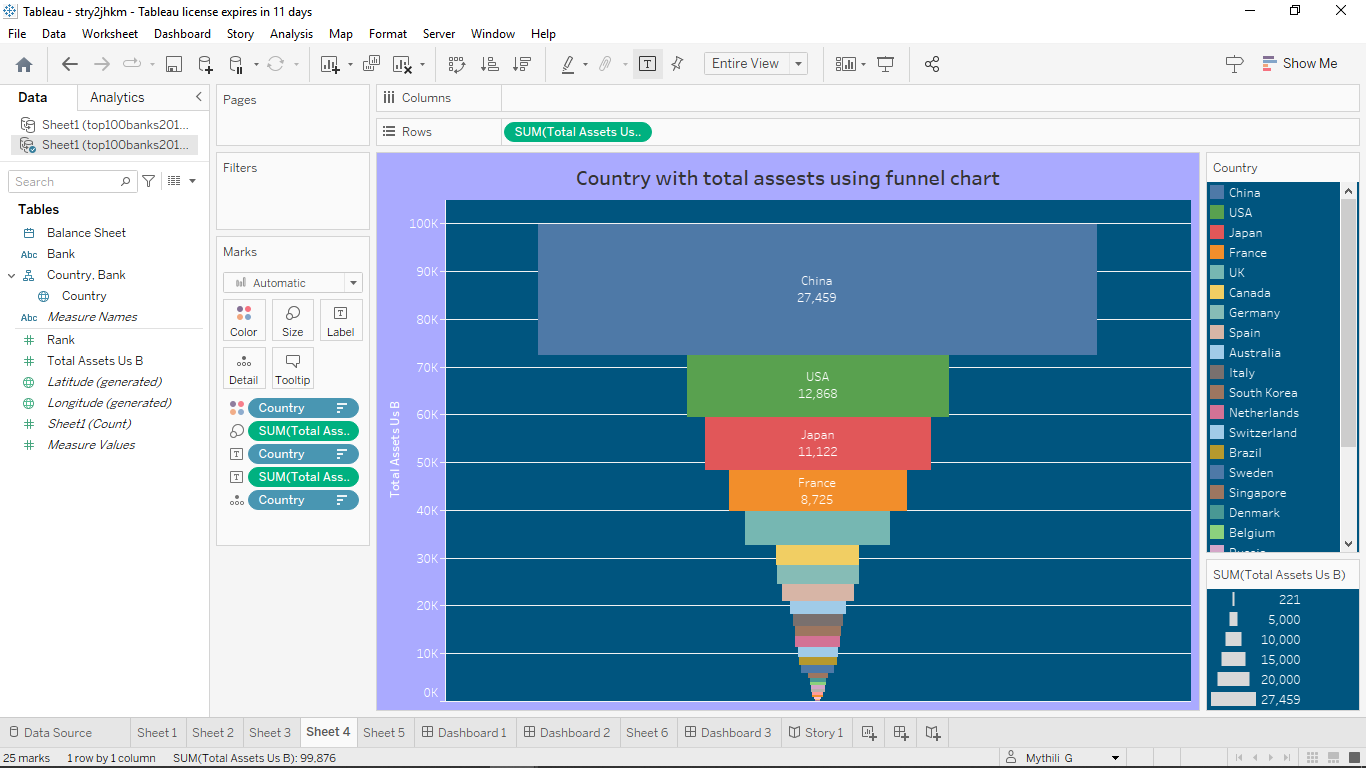 Tableau - stry2jhkm - Tableau license expires in 11 days
File Data Worksheet Dashboard Story Analysis Map Format Server Window Help
Entire View
Show Me
Data Analytics
Sheet1 (top100banks201...
Sheet1 (top100banks201...
Search
Tables
Balance Sheet
Abc Bank
Country, Bank
Country
Abc Measure Names
Rank
Total Assets Us B
Latitude (generated)
Longitude (generated)
Sheet1 (Count)
Measure Values
Pages
Filters
Marks
Automatic
Color Size Label
Detail Tooltip
Country
SUM(Total Ass..
Country
SUM(Total Ass..
Country
Columns
Rows SUM(Total Assets Us..
Country with total assests using funnel chart
Total Assets Us B
100K
90K
80K
70K
60K
50K
40K
30K
20K
10K
0K
China
27,459
USA
12,868
Japan
11,122
France
8,725
Country
China
USA
Japan
France
UK
Canada
Germany
Spain
Australia
Italy
South Korea
Netherlands
Switzerland
Brazil
Sweden
Singapore
Denmark
Belgium
Russia
SUM(Total Assets Us B)
221
5,000
10,000
15,000
20,000
27,459
Data Source Sheet 1 Sheet 2 Sheet 3 Sheet 4 Sheet 5 Dashboard 1 Dashboard 2 Sheet 6 Dashboard 3 Story 1
25 marks 1 row by 1 column SUM(Total Assets Us B): 99,876 Mythili G